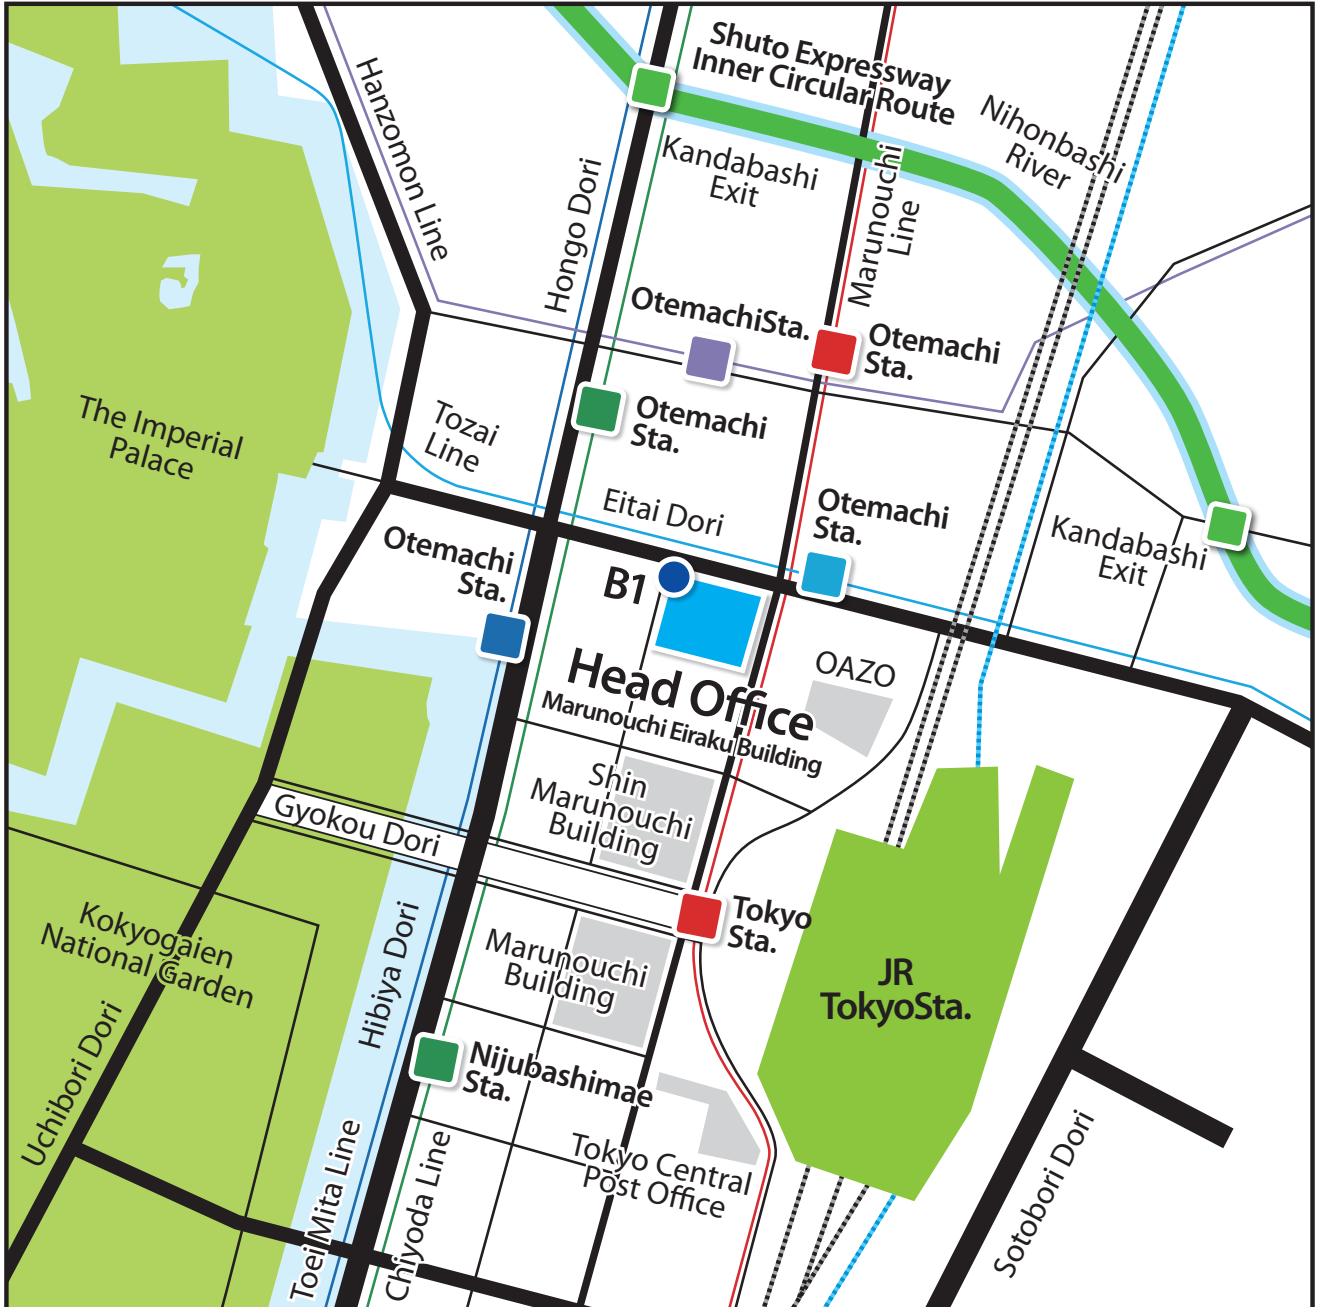 Shuto Expressway
Inner Circular Route
Nihonbashi
River
Hanzomon Line
Kandabashi
Exit
Marunouchi
Line
Hongo Dori
OtemachiSta.
Otemachi
Sta.
Otemachi
Sta.
The Imperial
Palace
Tozai
Line
Eitai Dori
Otemachi
Sta.
Kandabashi
Exit
Otemachi
Sta.
B1
Head Office
Marunouchi Eiraku Building
OAZO
Shin
Marunouchi
Building
Gyokou Dori
Tokyo
Sta.
Kokyogaien
National Garden
Hibiya Dori
Marunouchi
Building
JR
TokyoSta.
Uchibori Dori
Nijubashimae
Sta.
Tokyo Central
Post Office
Toei Mita Line
Chiyoda Line
Sotobori Dori